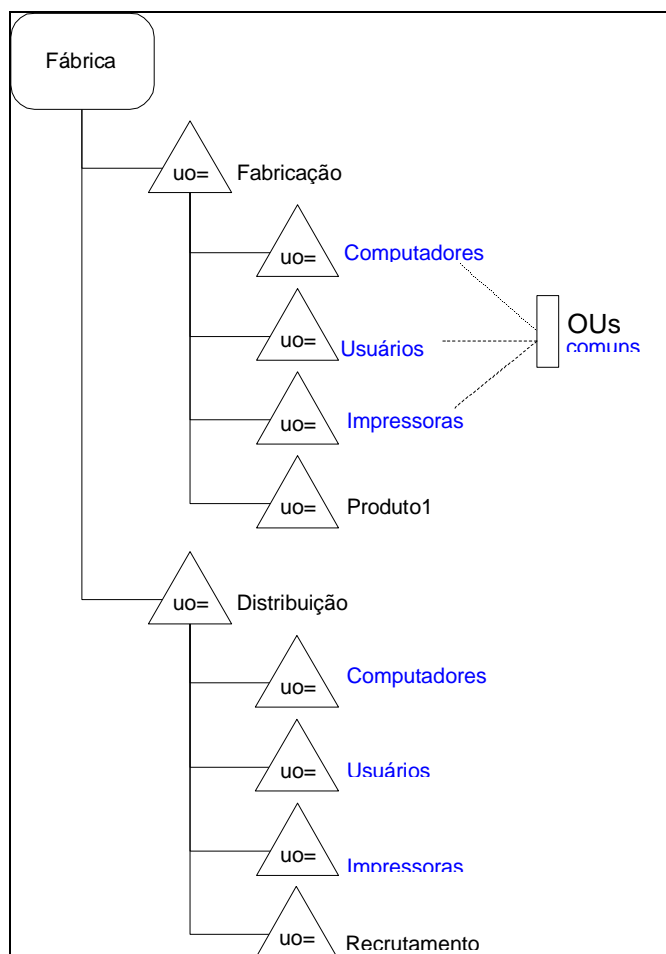 Fábrica
uo= Fabricação
uo= Computadores
OUs
comuns
uo= Usuários
uo= Impressoras
uo= Produto1
uo= Distribuição
uo= Computadores
uo= Usuários
uo= Impressoras
uo= Recrutamento